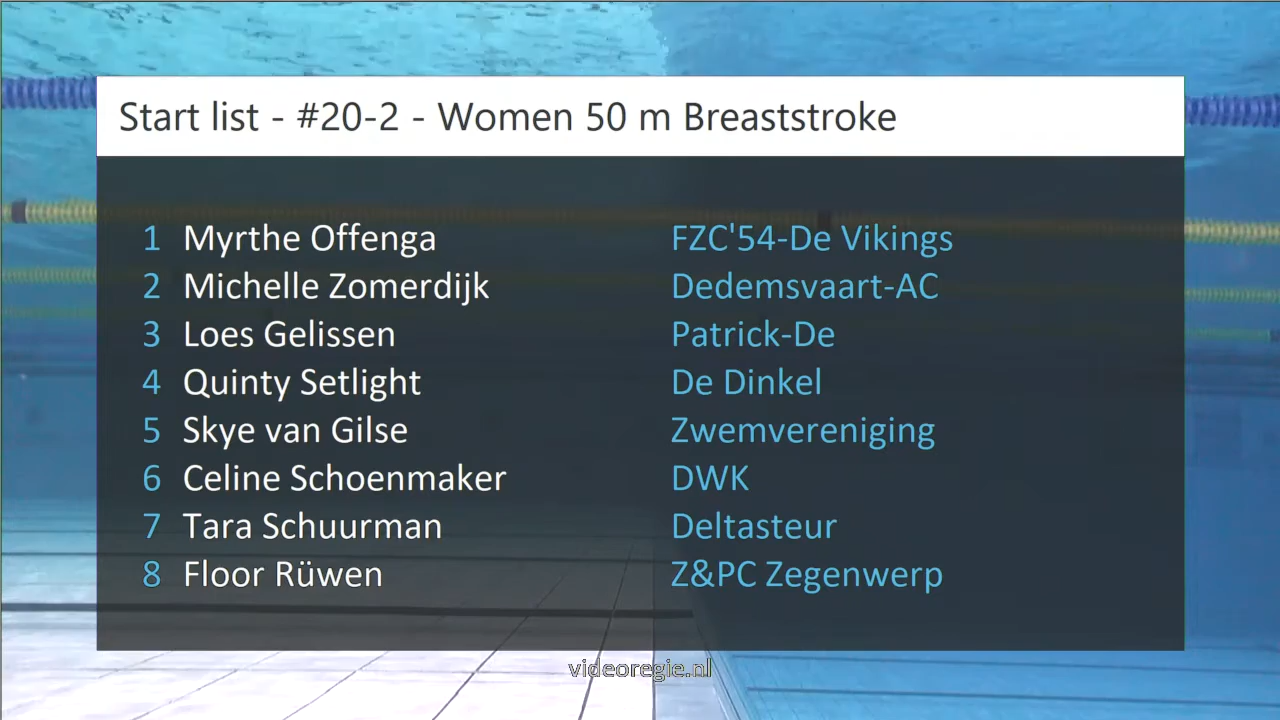 Start list - #20-2 - Women 50 m Breaststroke
1 Myrthe Offenga FZC'54-De Vikings
2 Michelle Zomerdijk Dedemsvaart-AC
3 Loes Gelissen Patrick-De
4 Quinty Setlight De Dinkel
5 Skye van Gilse Zwemvereniging
6 Celine Schoenmaker DWK
7 Tara Schuurman Deltasteur
8 Floor Rüwen Z&PC Zegenwerp
videoregie.nl